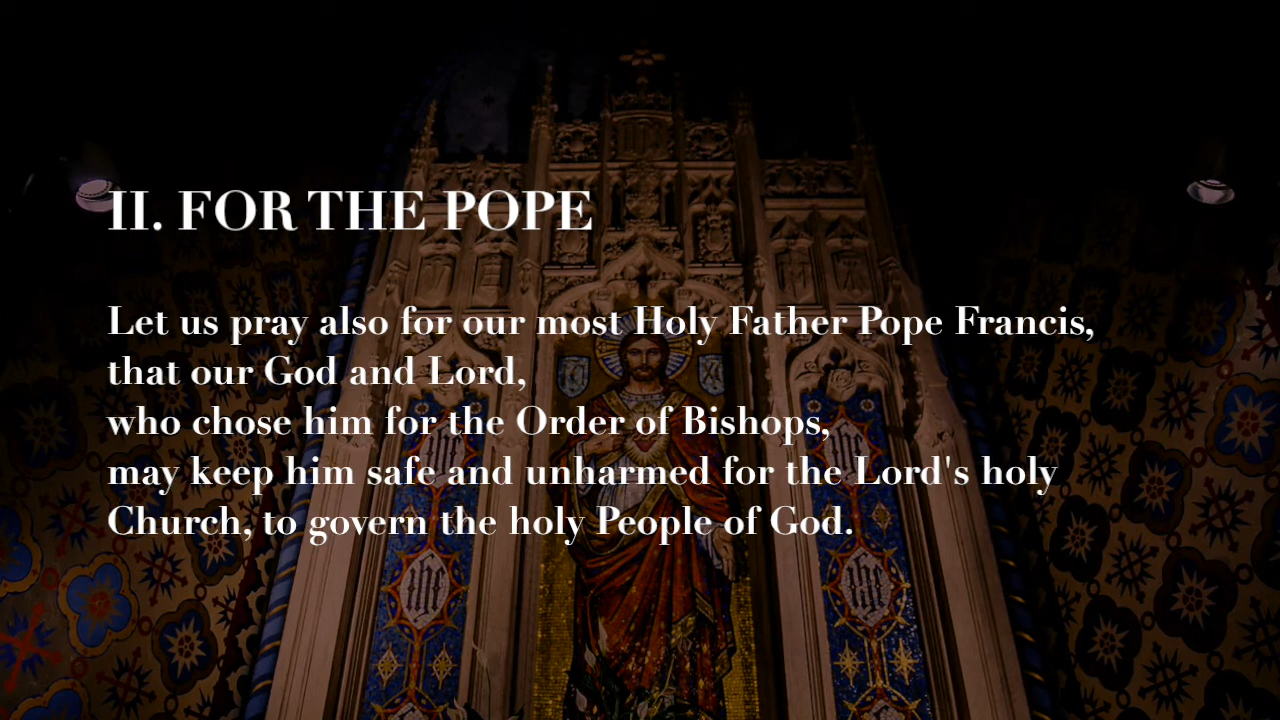 II. FOR THE POPE
Let us pray also for our most Holy Father Pope Francis,
that our God and Lord,
who chose him for the Order of Bishops,
may keep him safe and unharmed for the Lord's holy
Church, to govern the holy People of God.
ihc
ihc